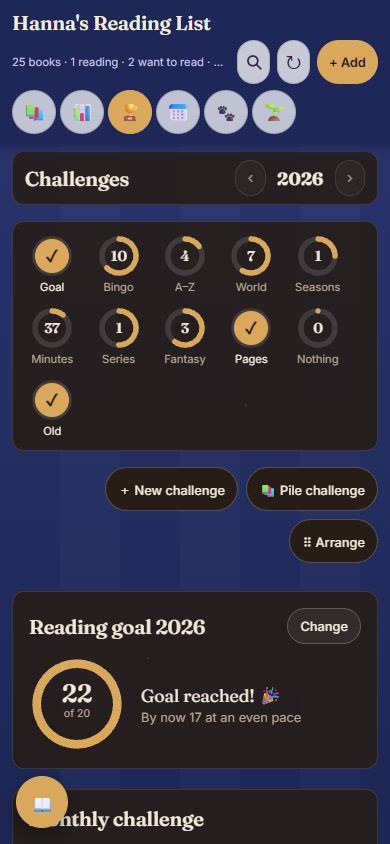 Hanna's Reading List
25 books · 1 reading · 2 want to read · ...
+ Add
Challenges
2026
10 4 7 1
Goal Bingo A–Z World Seasons
37 1 3 0
Minutes Series Fantasy Pages Nothing
Old
+ New challenge
Pile challenge
Arrange
Reading goal 2026
Change
22
of 20
Goal reached!
By now 17 at an even pace
challenge